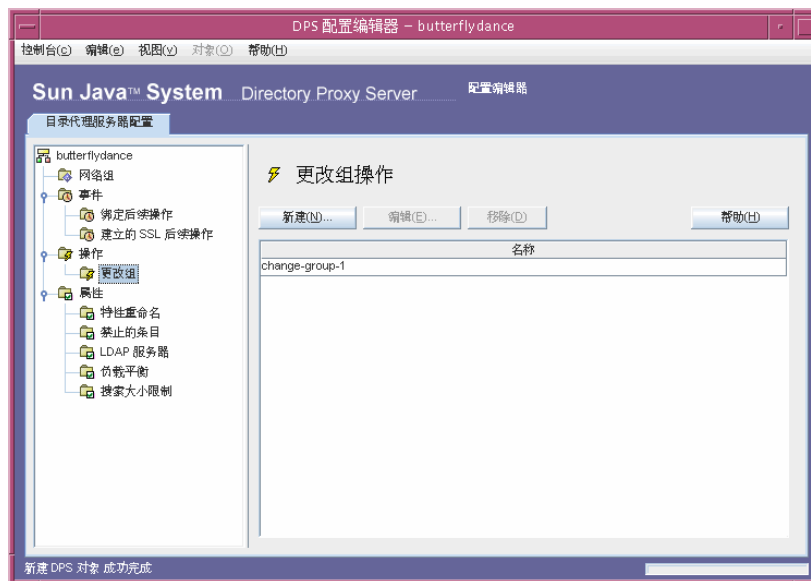 DPS 配置编辑器 – butterflydance
控制台(C) 编辑(e) 视图(V) 对象(O) 帮助(H)
Sun Java™ System Directory Proxy Server 配置编辑器
目录代理服务器配置
butterflydance
网络组
事件
绑定后续操作
建立的 SSL 后续操作
操作
更改组
属性
特性重命名
禁止的条目
LDAP 服务器
负载平衡
搜索大小限制
更改组操作
新建(N)... 编辑(E)... 移除(D) 帮助(H)
名称
change-group-1
新建 DPS 对象 成功完成